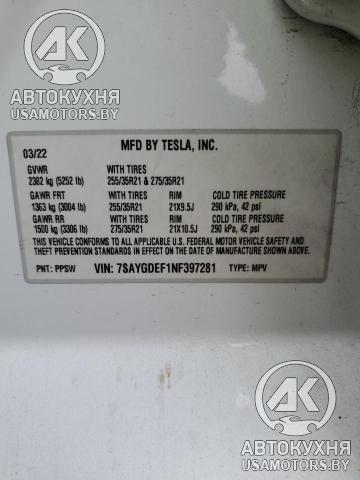 АВТОКУХНЯ
USAMOTORS.BY
АВТОКУХНЯ
USAMOTORS.BY
03/22
MFD BY TESLA, INC.
GVWR WITH TIRES
2382 kg (5252 lb) 255/35R21 & 275/35R21
GAWR FRT WITH TIRES RIM COLD TIRE PRESSURE
1363 kg (3004 lb) 255/35R21 21X9.5J 290 kPa, 42 psi
GAWR RR WITH TIRES RIM COLD TIRE PRESSURE
1500 kg (3306 lb) 275/35R21 21X10.5J 290 kPa, 42 psi
THIS VEHICLE CONFORMS TO ALL APPLICABLE U.S. FEDERAL MOTOR VEHICLE SAFETY AND
THEFT PREVENTION STANDARDS IN EFFECT ON THE DATE OF MANUFACTURE SHOWN ABOVE.
PNT: PPSW VIN: 7SAYGDEF1NF397281 TYPE: MPV
АК
АВТОКУХНЯ
USAMOTORS.BY